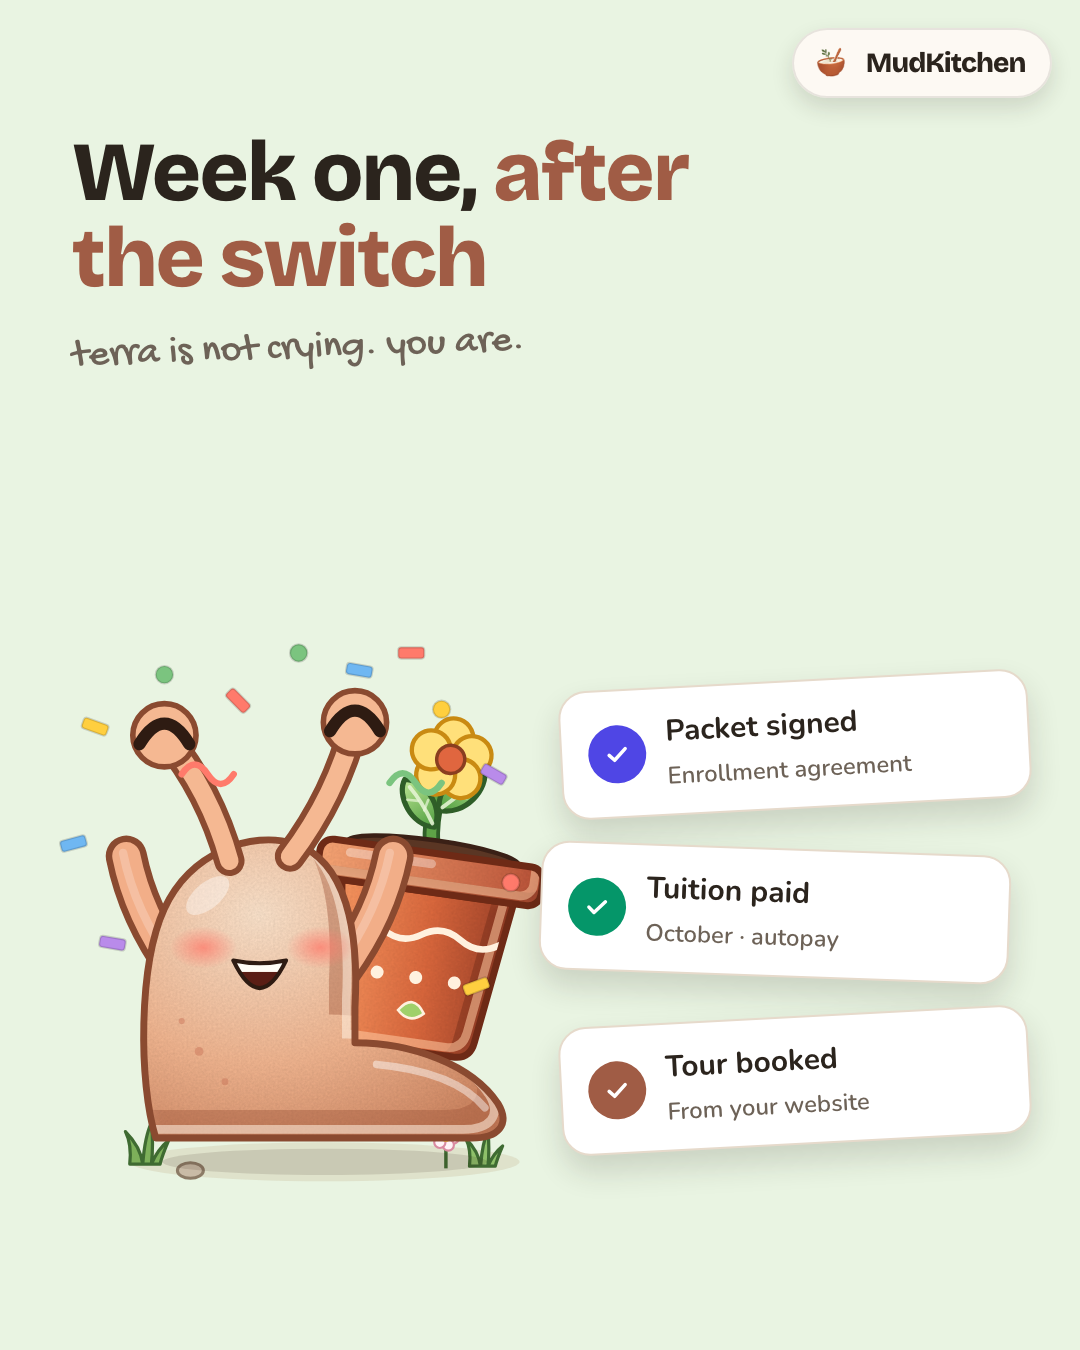 MudKitchen
Week one, after
the switch
terra is not crying. you are.
Packet signed
Enrollment agreement
Tuition paid
October · autopay
Tour booked
From your website